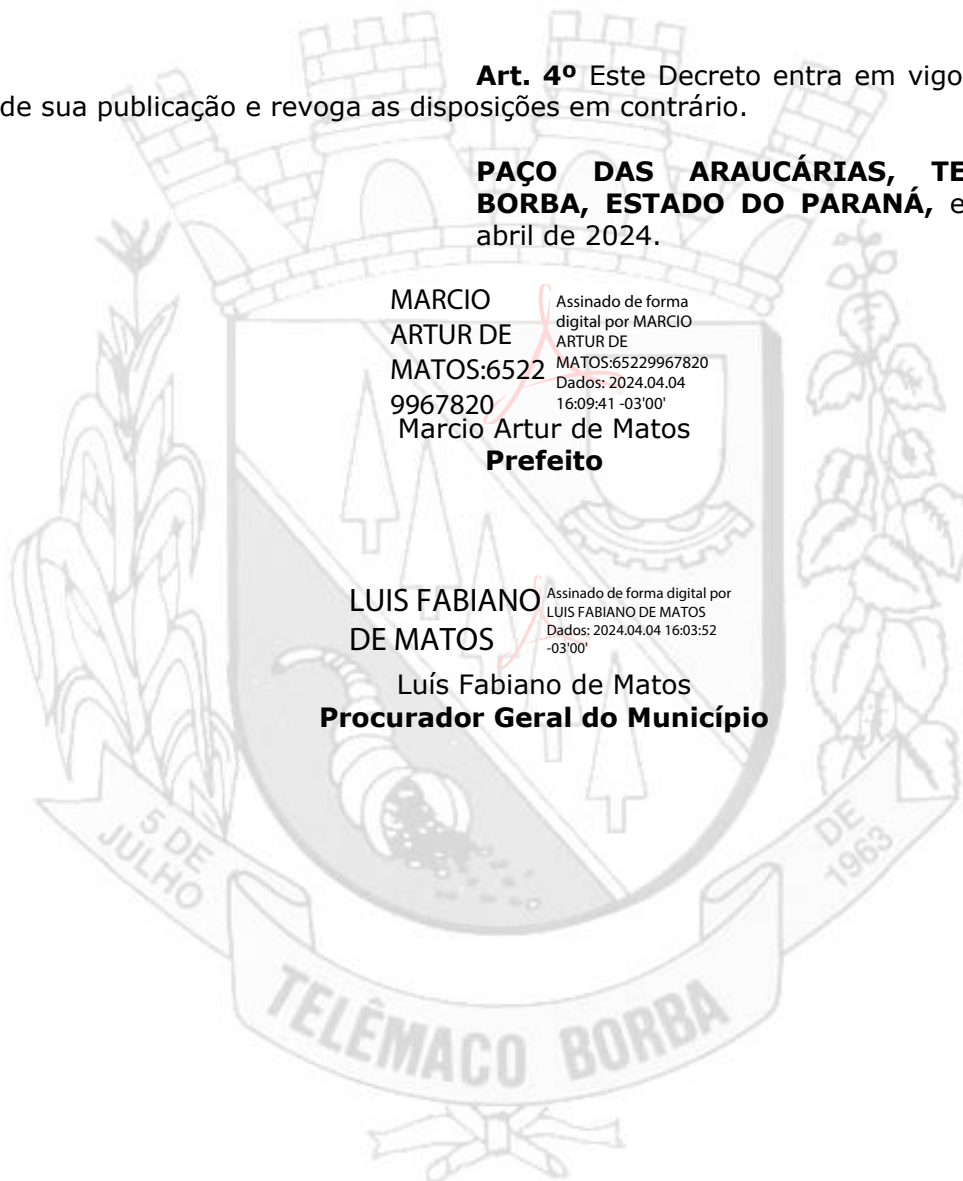 Art. 4º Este Decreto entra em vigo
de sua publicação e revoga as disposições em contrário.
PAÇO DAS ARAUCÁRIAS, TE
BORBA, ESTADO DO PARANÁ, e
abril de 2024.
MARCIO
ARTUR DE
MATOS:6522
9967820
Assinado de forma
digital por MARCIO
ARTUR DE
MATOS:65229967820
Dados: 2024.04.04
16:09:41 -03'00'
Marcio Artur de Matos
Prefeito
LUIS FABIANO
DE MATOS
Assinado de forma digital por
LUIS FABIANO DE MATOS
Dados: 2024.04.04 16:03:52
-03'00'
Luís Fabiano de Matos
Procurador Geral do Município
5 DE
JULHO
DE
1963
TELÊMACO BORBA